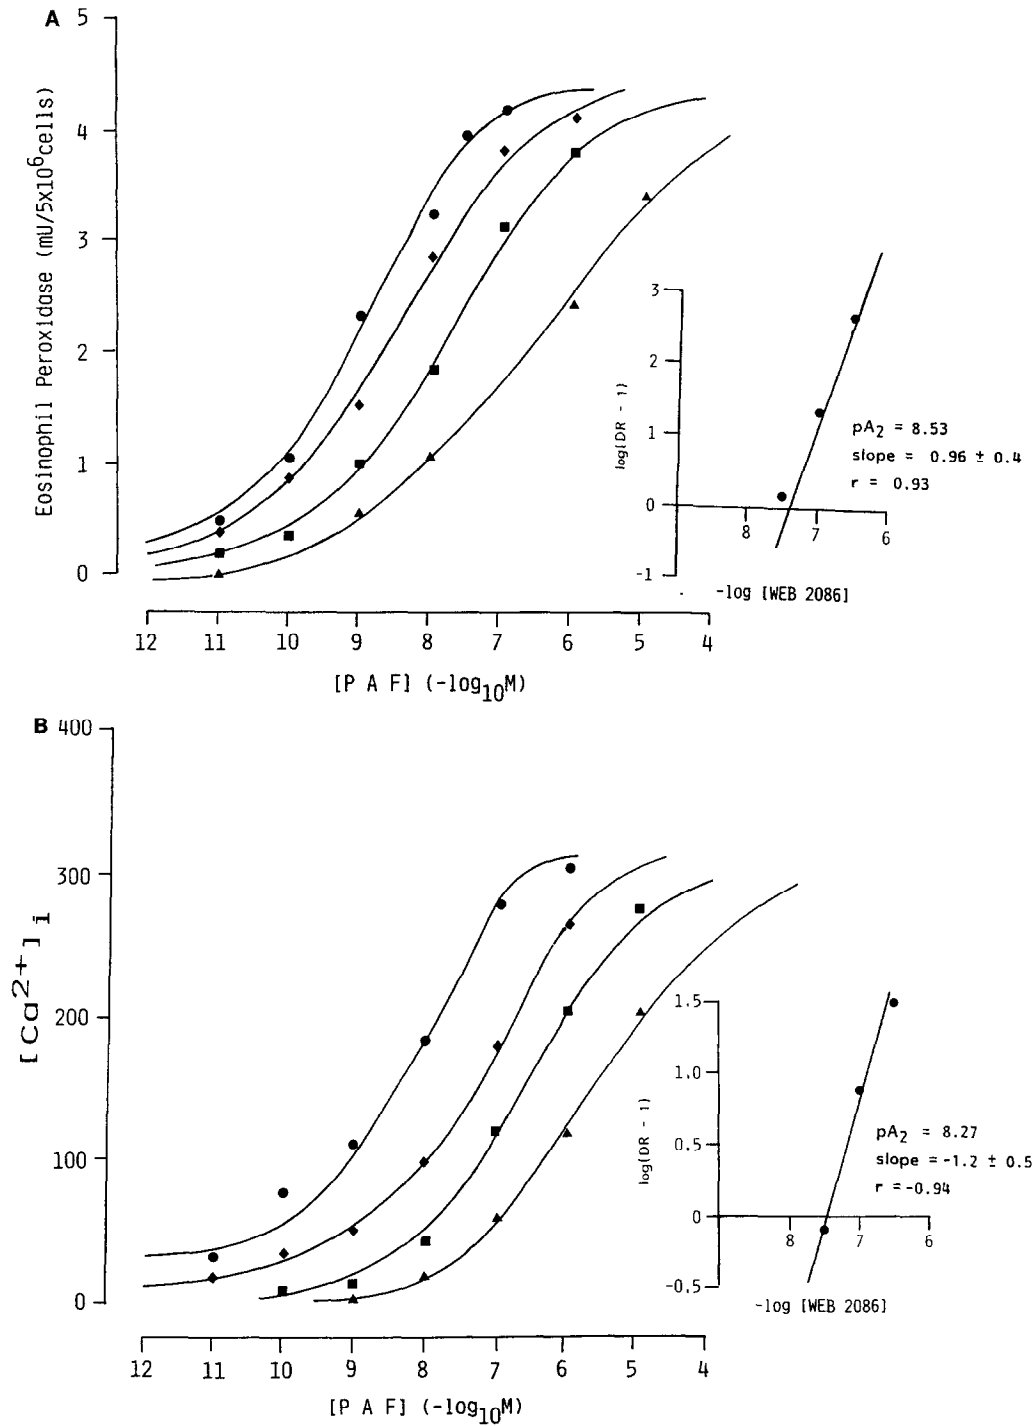 A
5
4
3
2
1
0
Eosinophil Peroxidase (mU/5x10⁶cells)
12 11 10 9 8 7 6 5 4
[P A F] (-log₁₀M)
3
2
1
0
-1
log(DR - 1)
8 7 6
-log [WEB 2086]
pA₂ = 8.53
slope = 0.96 ± 0.4
r = 0.93
B
400
300
200
100
0
[Ca²⁺]i
12 11 10 9 8 7 6 5 4
[P A F] (-log₁₀M)
1.5
1.0
0.5
0
-0.5
log(DR - 1)
8 7 6
-log [WEB 2086]
pA₂ = 8.27
slope = -1.2 ± 0.5
r = -0.94